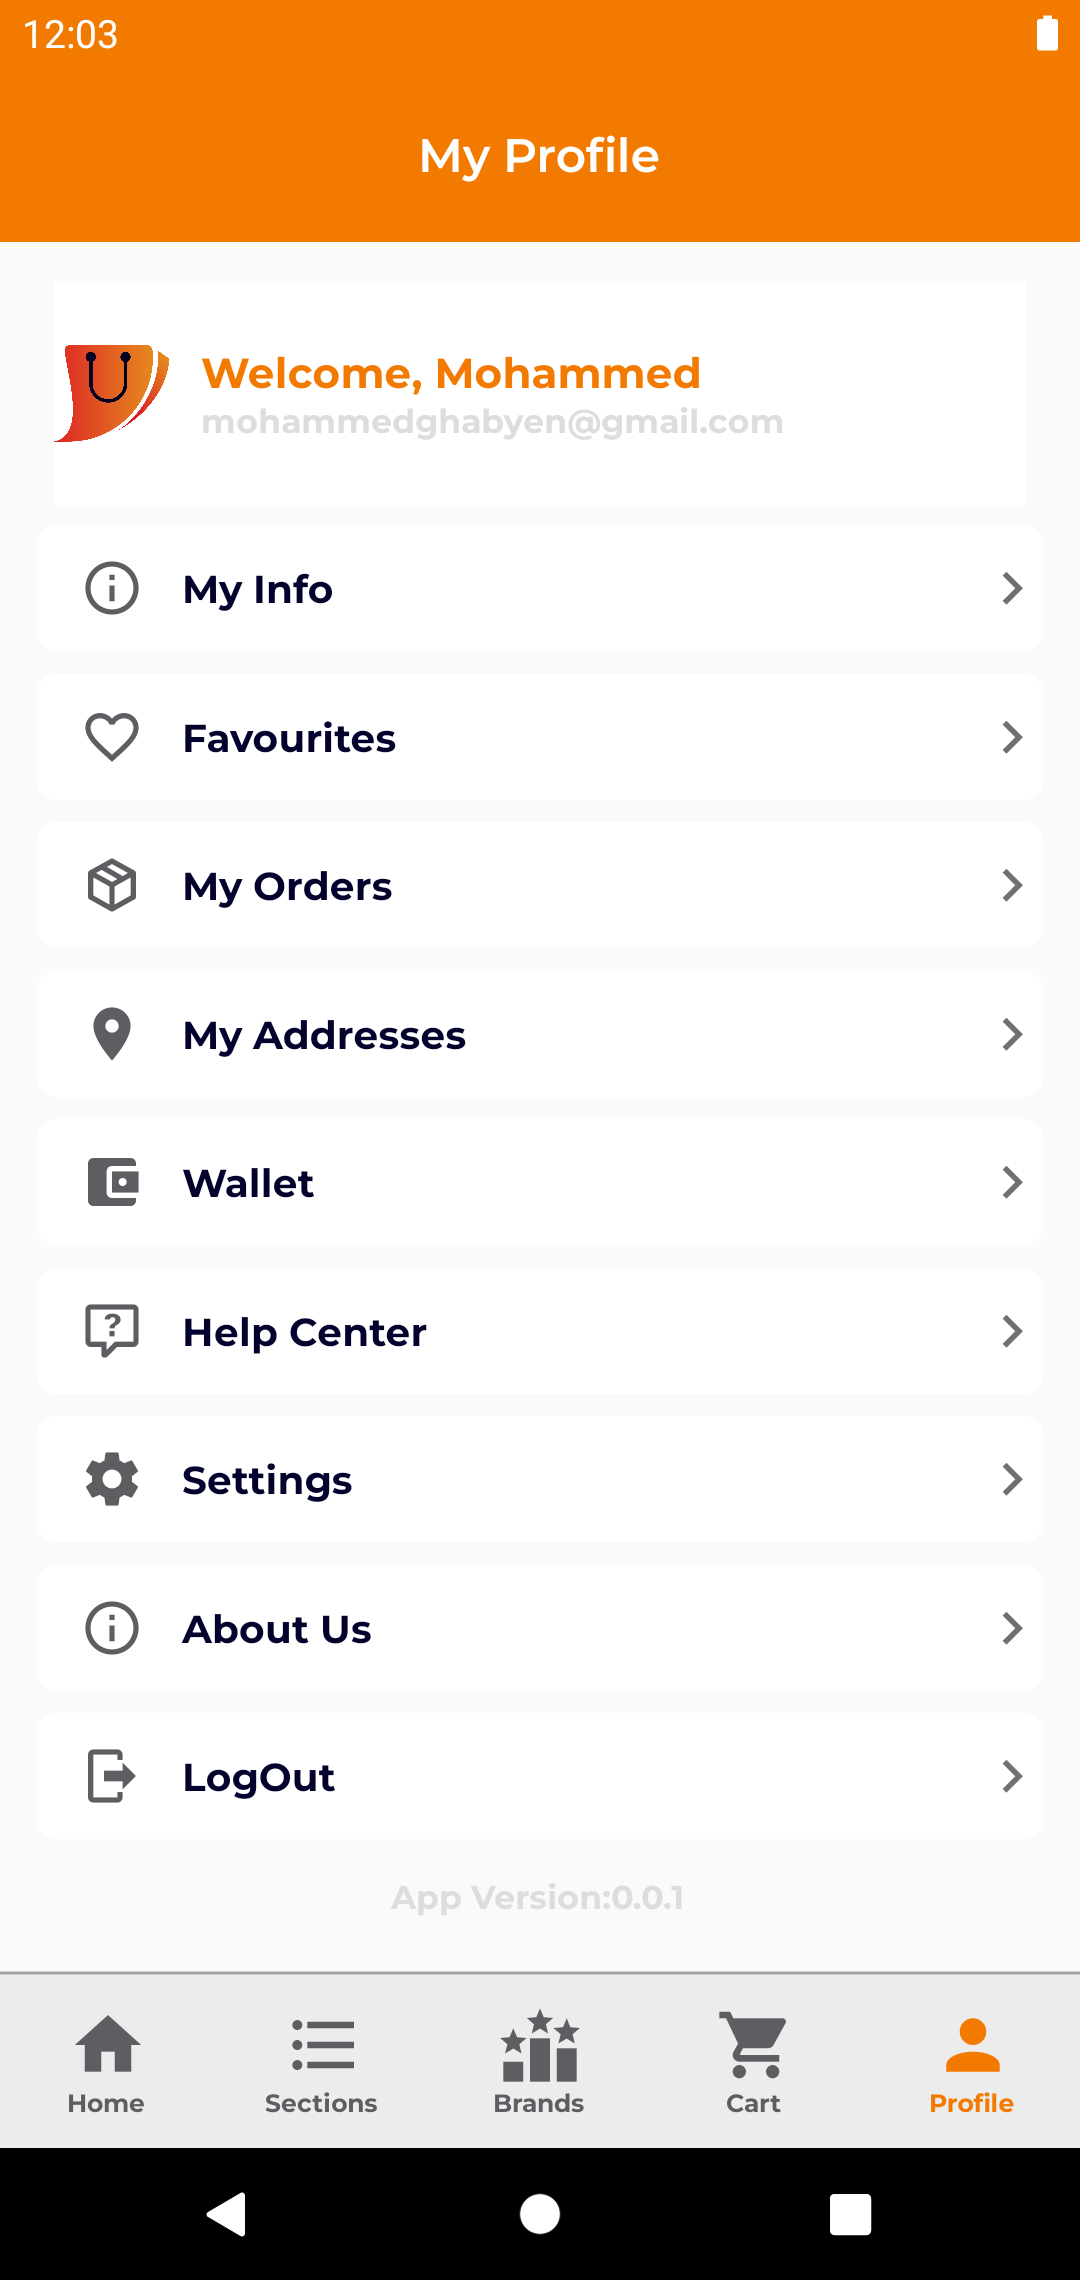 12:03
My Profile
Welcome, Mohammed
mohammedghabyen@gmail.com
My Info
Favourites
My Orders
My Addresses
Wallet
Help Center
Settings
About Us
LogOut
App Version:0.0.1
Home
Sections
Brands
Cart
Profile